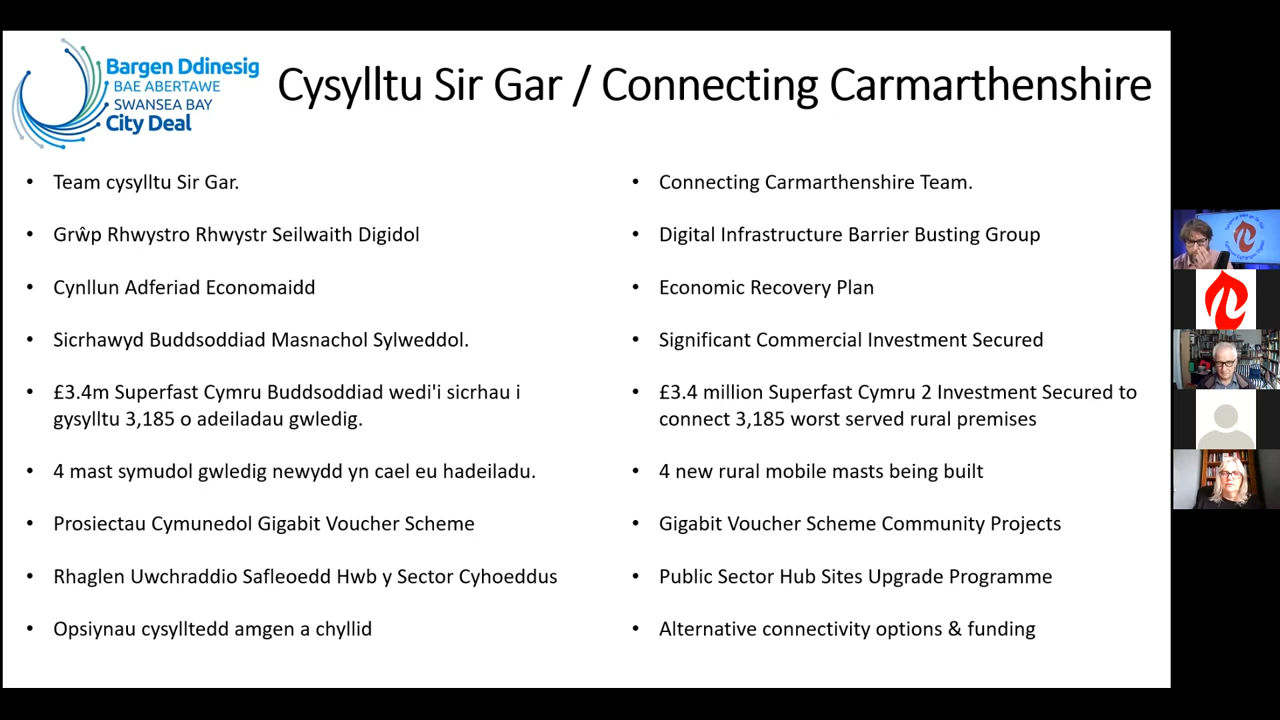 Bargen Ddinesig
BAE ABERTAWE
SWANSEA BAY
City Deal
Cysylltu Sir Gar / Connecting Carmarthenshire
• Team cysylltu Sir Gar.
• Grŵp Rhwystro Rhwystr Seilwaith Digidol
• Cynllun Adferiad Economaidd
• Sicrhawyd Buddsoddiad Masnachol Sylweddol.
• £3.4m Superfast Cymru Buddsoddiad wedi'i sicrhau i
gysylltu 3,185 o adeiladau gwledig.
• 4 mast symudol gwledig newydd yn cael eu hadeiladu.
• Prosiectau Cymunedol Gigabit Voucher Scheme
• Rhaglen Uwchraddio Safleoedd Hwb y Sector Cyhoeddus
• Opsiynau cysylltedd amgen a chyllid
• Connecting Carmarthenshire Team.
• Digital Infrastructure Barrier Busting Group
• Economic Recovery Plan
• Significant Commercial Investment Secured
• £3.4 million Superfast Cymru 2 Investment Secured to
connect 3,185 worst served rural premises
• 4 new rural mobile masts being built
• Gigabit Voucher Scheme Community Projects
• Public Sector Hub Sites Upgrade Programme
• Alternative connectivity options & funding